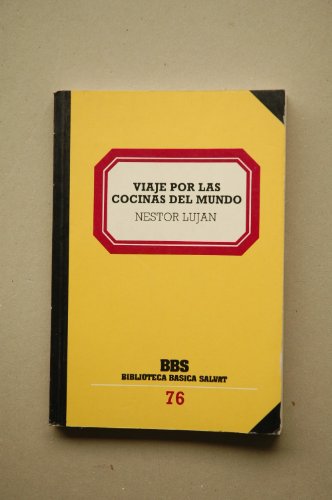 VIAJE POR LAS
COCINAS DEL MUNDO
NESTOR LUJAN
BBS
BIBLIOTECA BASICA SALVAT
76